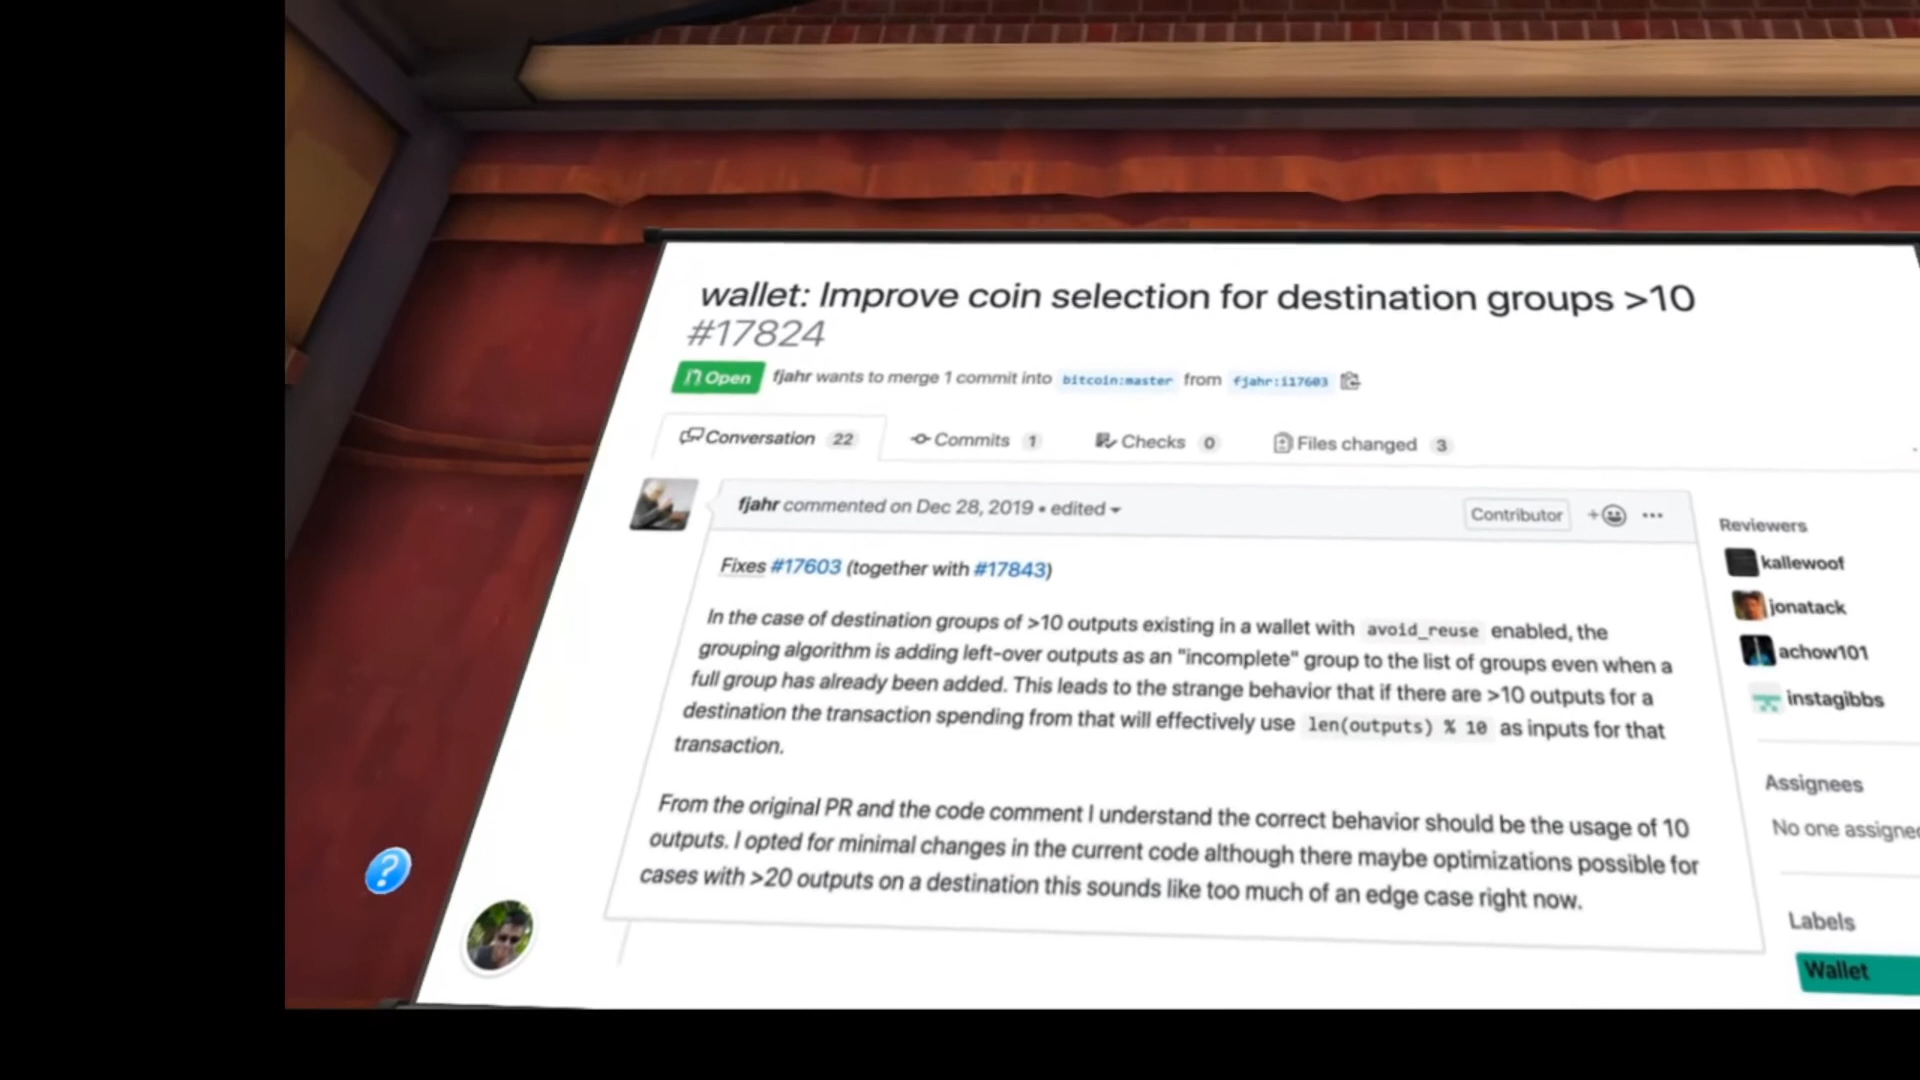 wallet: Improve coin selection for destination groups >10
#17824
Open fjahr wants to merge 1 commit into bitcoin:master from fjahr:i17603
Conversation 22 Commits 1 Checks 0 Files changed 3
fjahr commented on Dec 28, 2019 • edited
Contributor
Fixes #17603 (together with #17843)
In the case of destination groups of >10 outputs existing in a wallet with avoid_reuse enabled, the
grouping algorithm is adding left-over outputs as an "incomplete" group to the list of groups even when a
full group has already been added. This leads to the strange behavior that if there are >10 outputs for a
destination the transaction spending from that will effectively use len(outputs) % 10 as inputs for that
transaction.
From the original PR and the code comment I understand the correct behavior should be the usage of 10
outputs. I opted for minimal changes in the current code although there maybe optimizations possible for
cases with >20 outputs on a destination this sounds like too much of an edge case right now.
Reviewers
kallewoof
jonatack
achow101
instagibbs
Assignees
No one assigned
Labels
Wallet
?